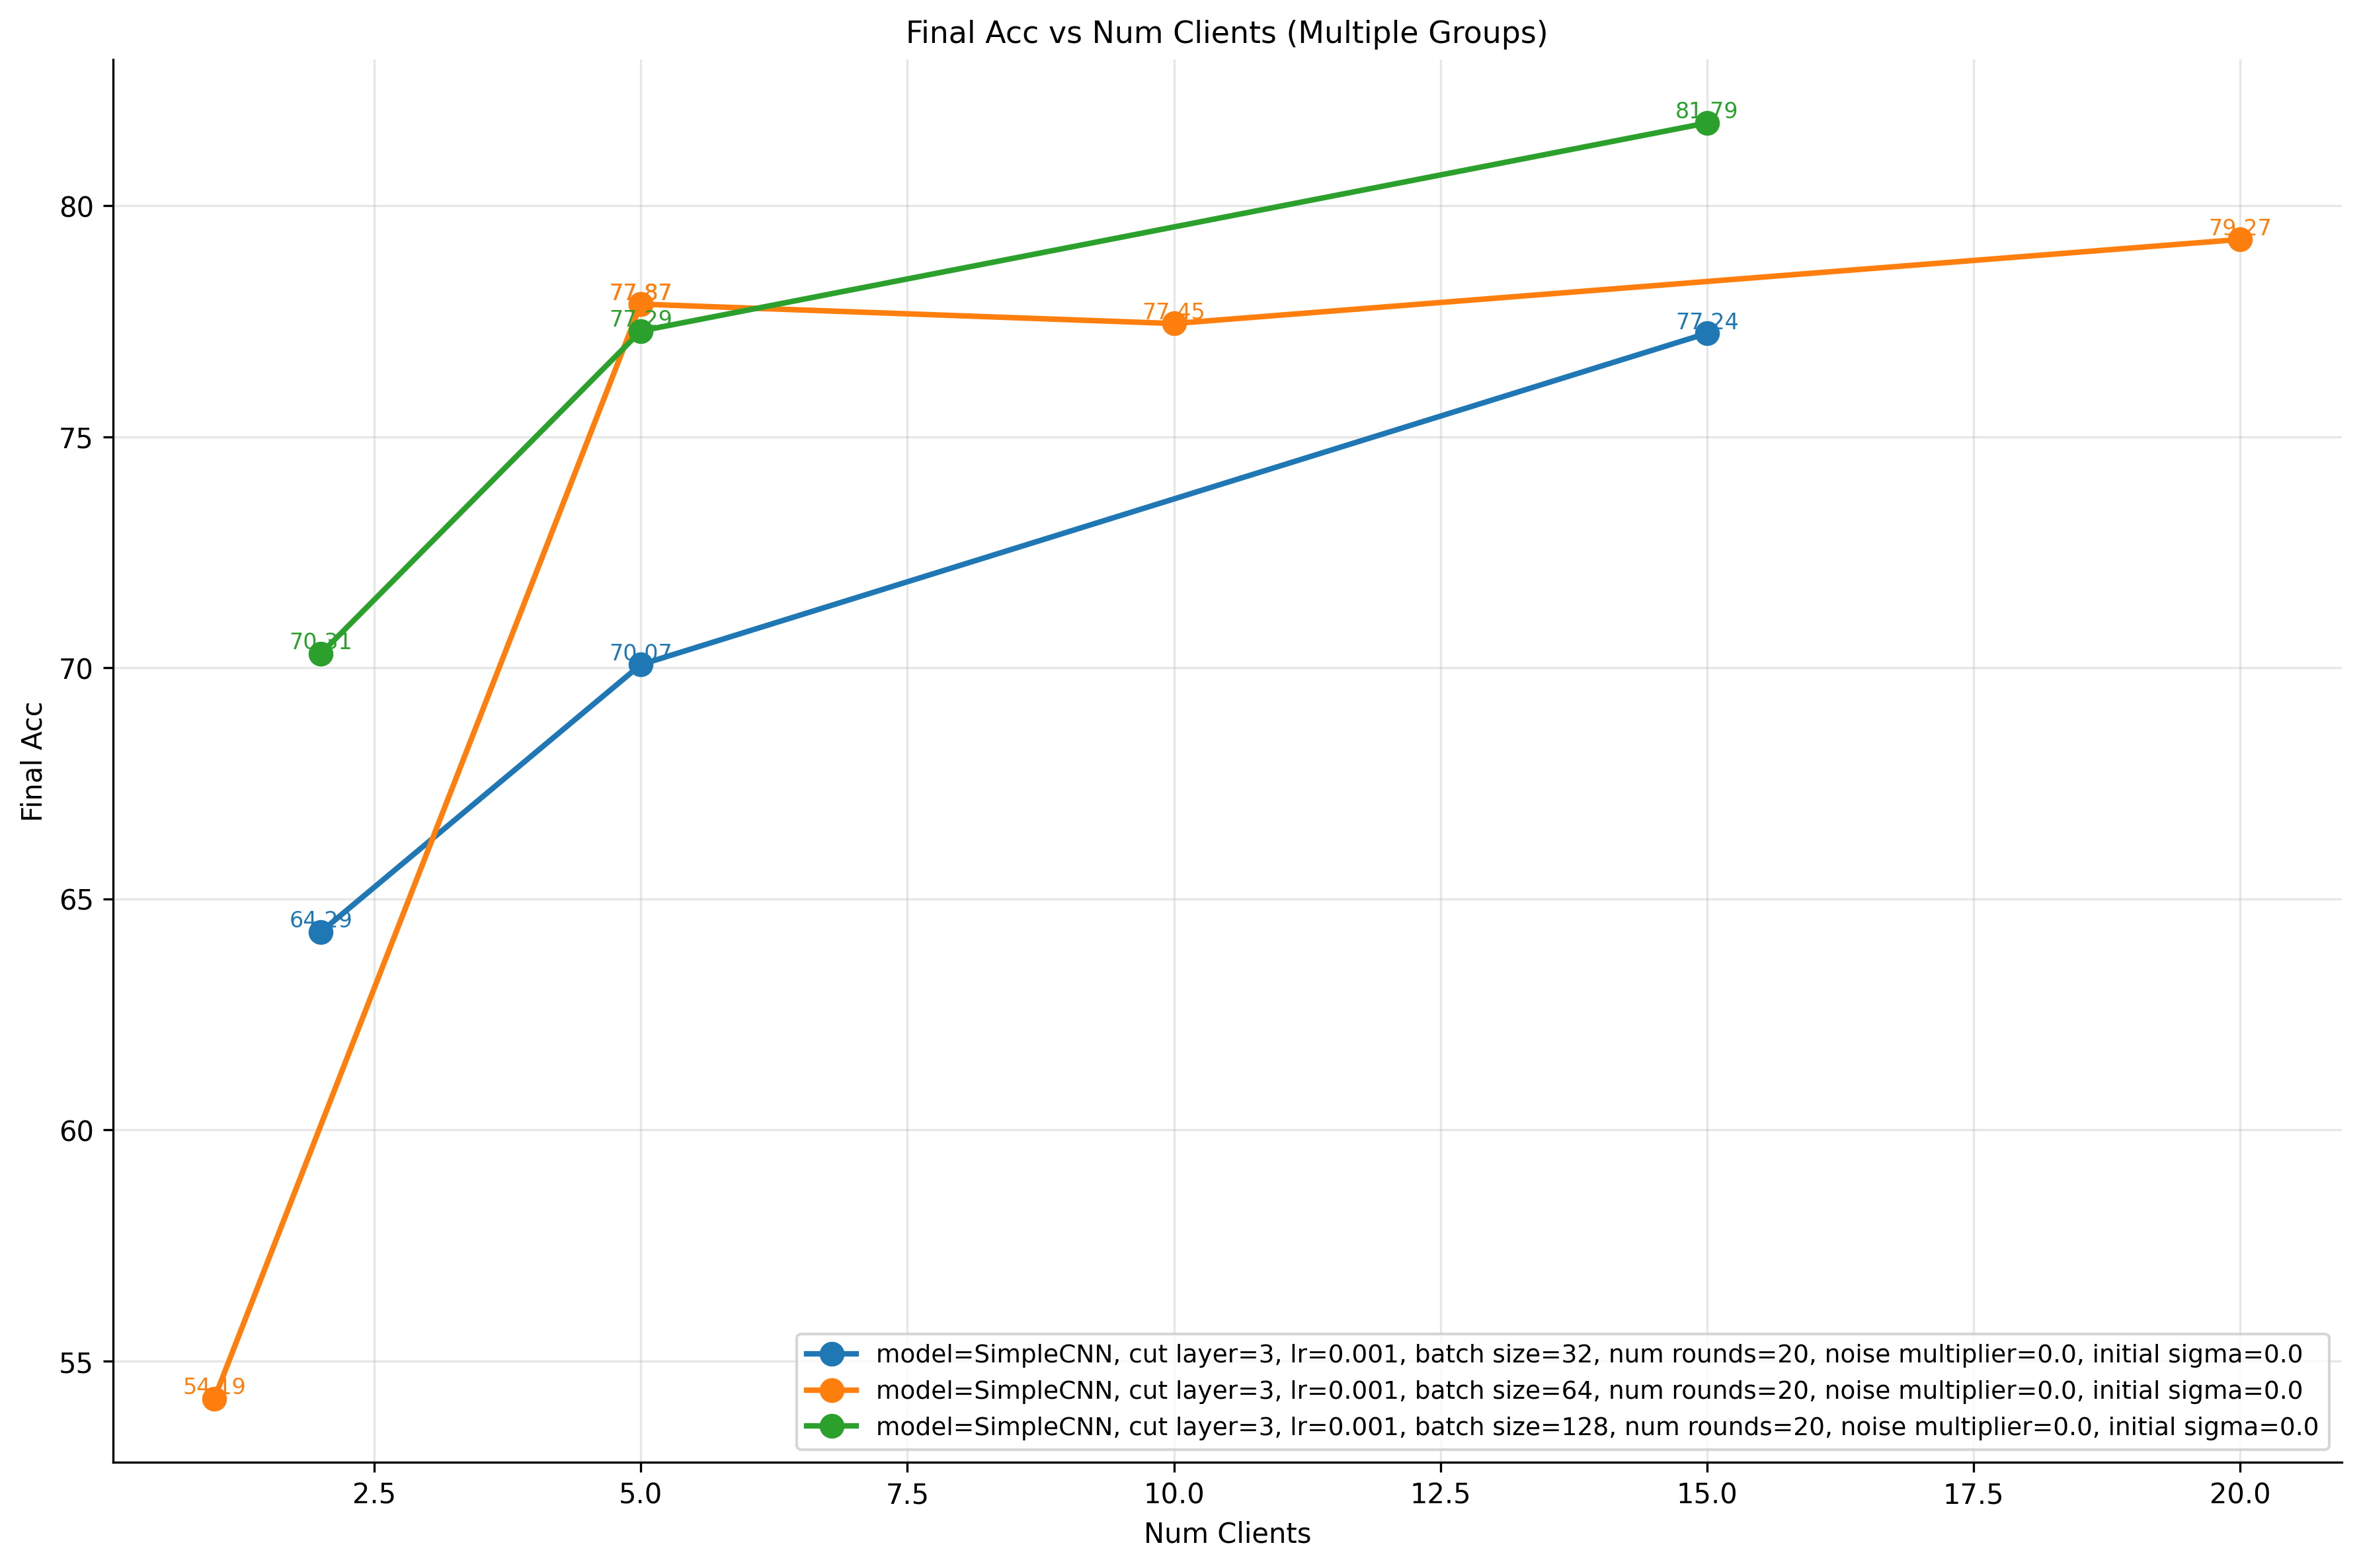 Final Acc vs Num Clients (Multiple Groups)
81.79
80
79.27
77.87
77.45
77.29
77.24
75
70.31
70.07
70
Final Acc
65
64.29
60
55
54.19
model=SimpleCNN, cut layer=3, lr=0.001, batch size=32, num rounds=20, noise multiplier=0.0, initial sigma=0.0
model=SimpleCNN, cut layer=3, lr=0.001, batch size=64, num rounds=20, noise multiplier=0.0, initial sigma=0.0
model=SimpleCNN, cut layer=3, lr=0.001, batch size=128, num rounds=20, noise multiplier=0.0, initial sigma=0.0
2.5 5.0 7.5 10.0 12.5 15.0 17.5 20.0
Num Clients